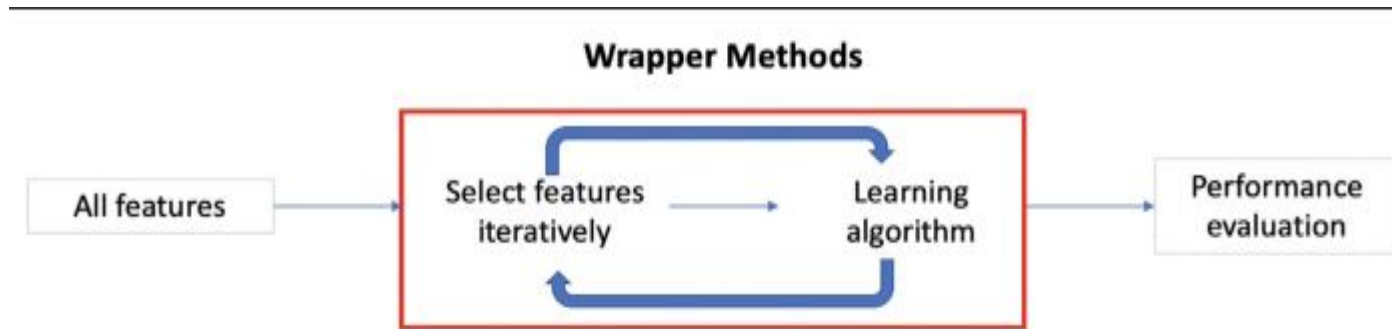 Wrapper Methods
All features
Select features
iteratively
Learning
algorithm
Performance
evaluation